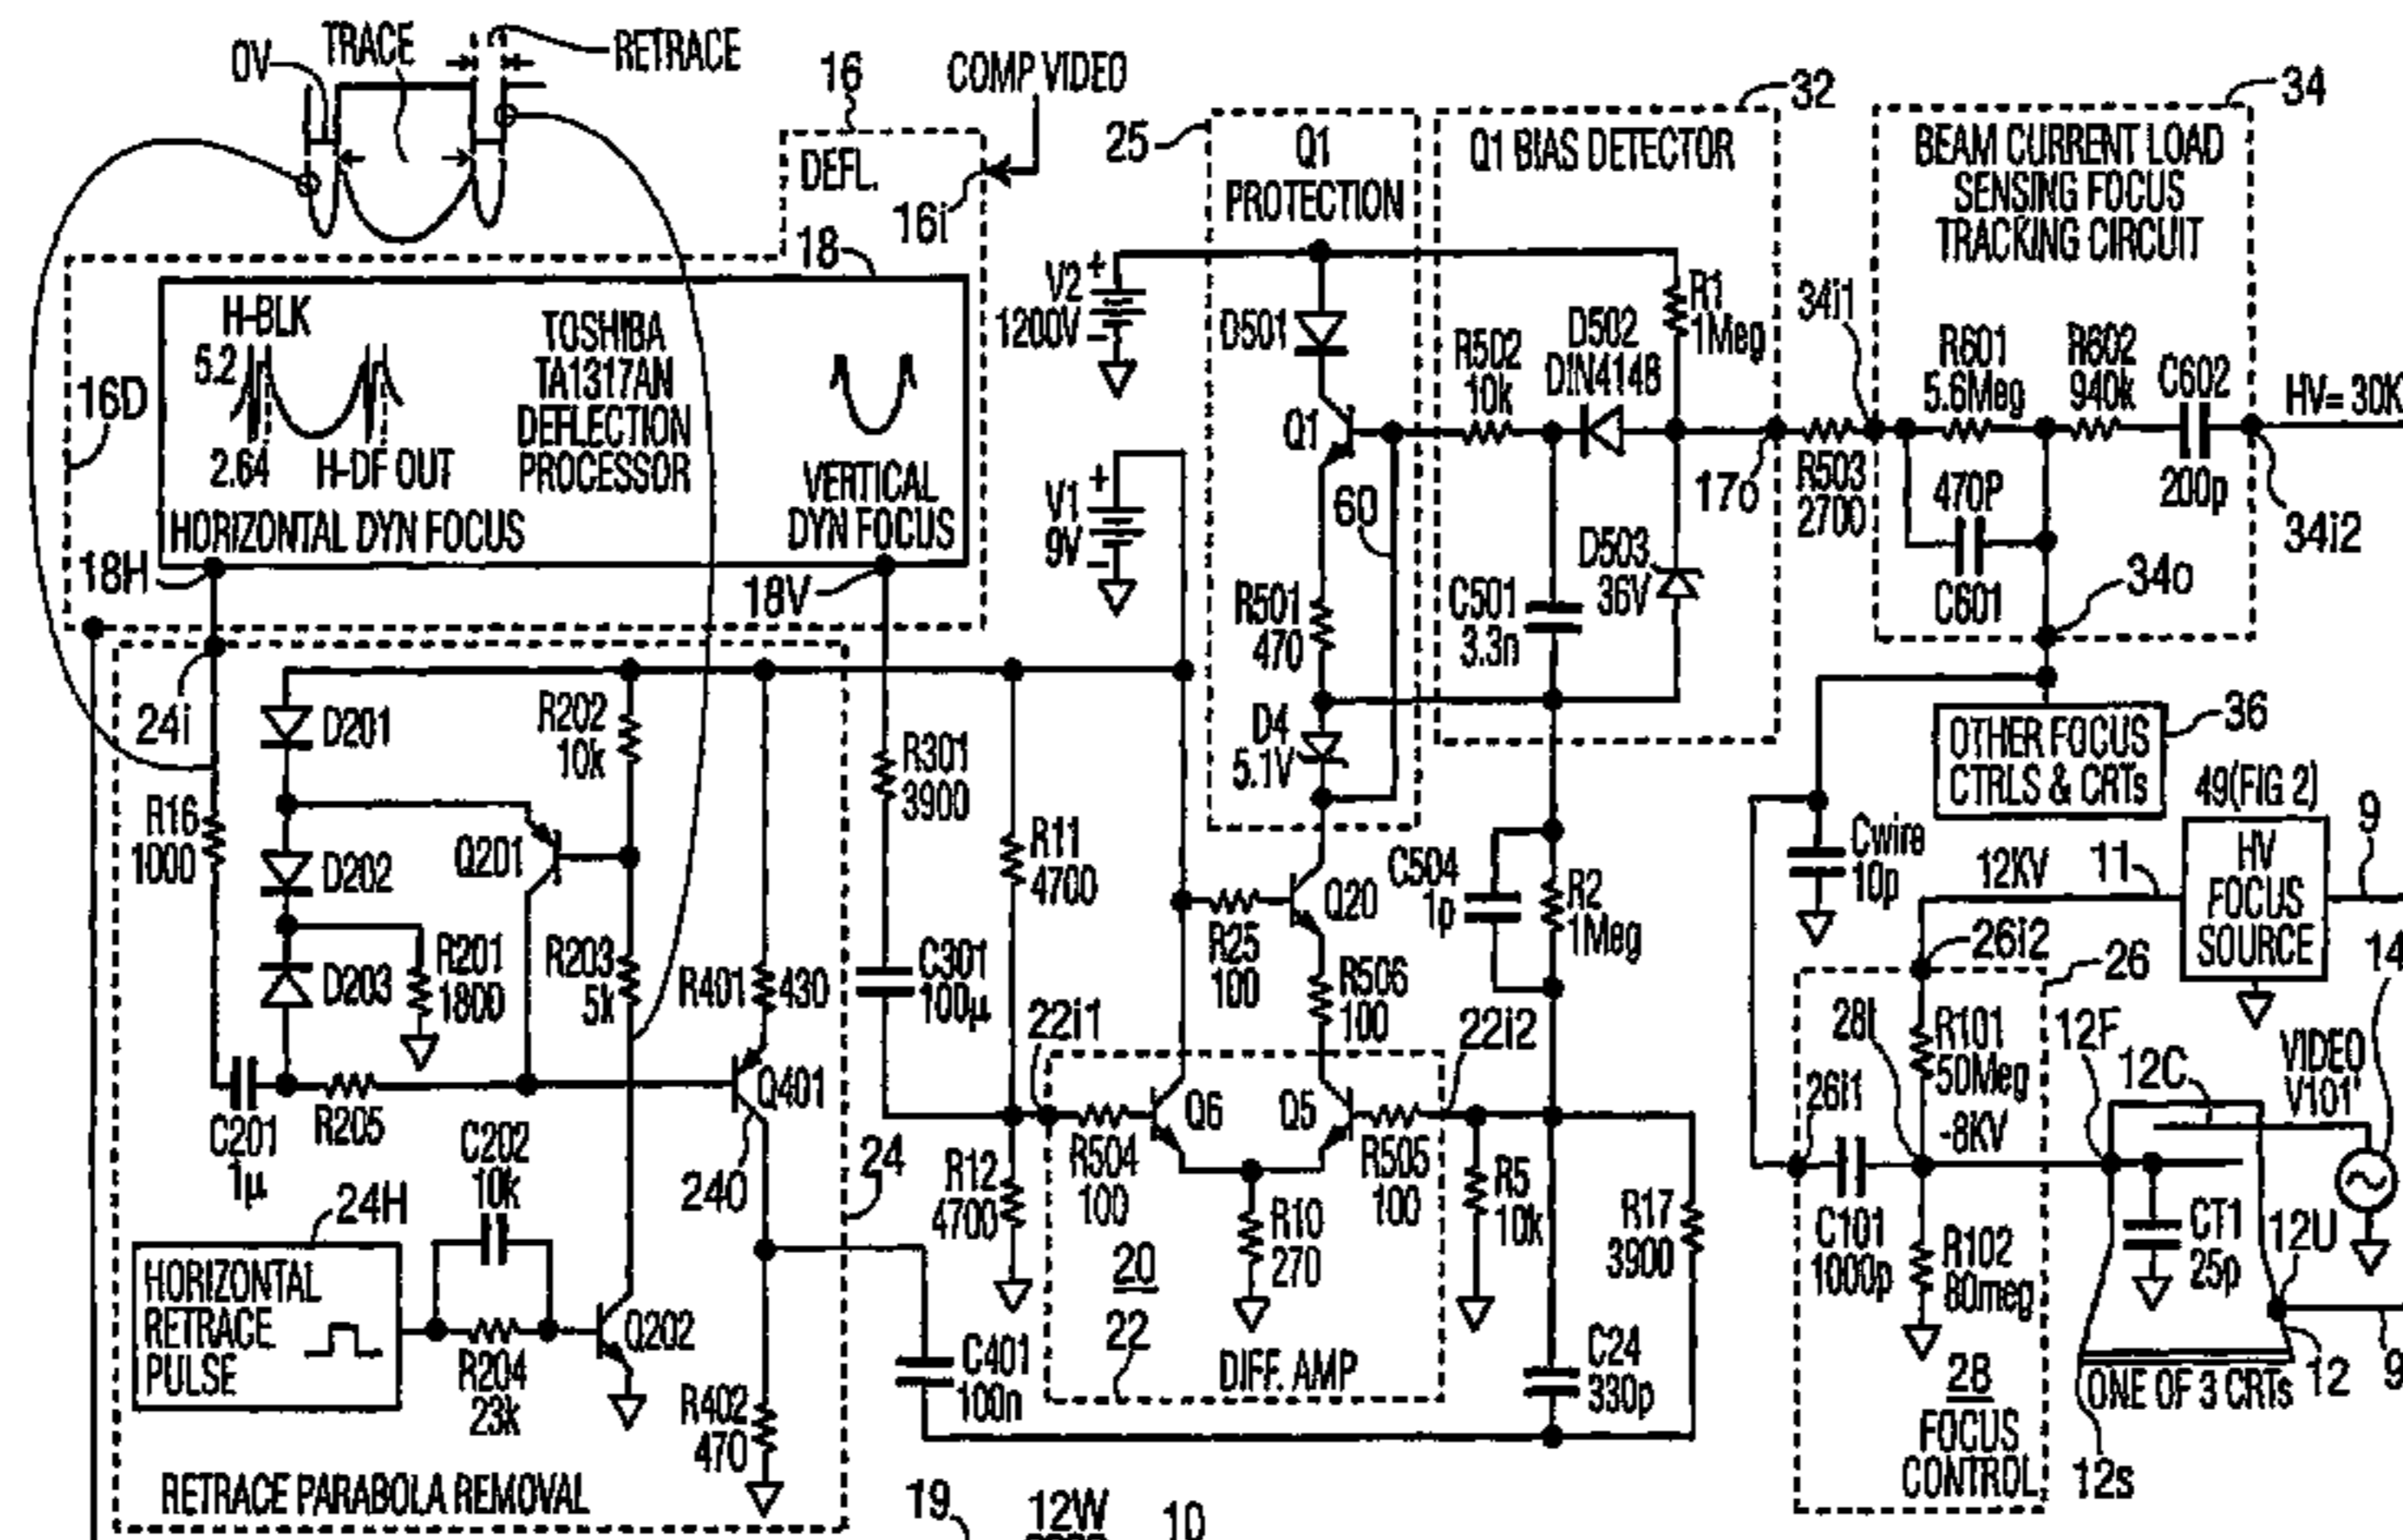 0V
TRACE
RETRACE
16
DEFL.
COMP VIDEO
16i
25
Q1
PROTECTION
Q1 BIAS DETECTOR
32
34
BEAM CURRENT LOAD
SENSING FOCUS
TRACKING CIRCUIT
18
16D
H-BLK
5.2
2.64
H-DF OUT
TOSHIBA
TA1317AN
DEFLECTION
PROCESSOR
HORIZONTAL DYN FOCUS
VERTICAL
DYN FOCUS
18H
18V
V2
1200V
+
-
V1
9V
+
-
D501
Q1
R501
470
D4
5.1V
60
R502
10k
D502
DIN4148
R1
1Meg
C501
3.3n
D503
36V
17o
R503
2700
34i1
R601
5.6Meg
R602
940k
C602
200p
HV= 30K
34i2
470P
C601
34o
OTHER FOCUS
CTRLS & CRTs
36
24i
D201
R202
10k
R16
1000
D202
Q201
D203
R201
1800
R203
5k
R401
430
R301
3900
C301
100µ
R11
4700
R25
100
Q20
R506
100
C504
1p
R2
1Meg
Cwire
10p
49(FIG 2)
HV
FOCUS
SOURCE
9
12KV
11
26i2
26
14
22i1
22i2
C201
1µ
R205
Q401
24o
24
C202
10k
24H
HORIZONTAL
RETRACE
PULSE
R204
23k
Q202
R402
470
C401
100n
RETRACE PARABOLA REMOVAL
R12
4700
R504
100
Q6
Q5
R505
100
R10
270
20
22
DIFF. AMP
R5
10k
R17
3900
C24
330p
28t
R101
50Meg
-8KV
12F
12C
VIDEO
V101'
26i1
C101
1000p
R102
80meg
CT1
25p
12U
28
FOCUS
CONTROL
ONE OF 3 CRTs
12
9
12s
19
12W
10